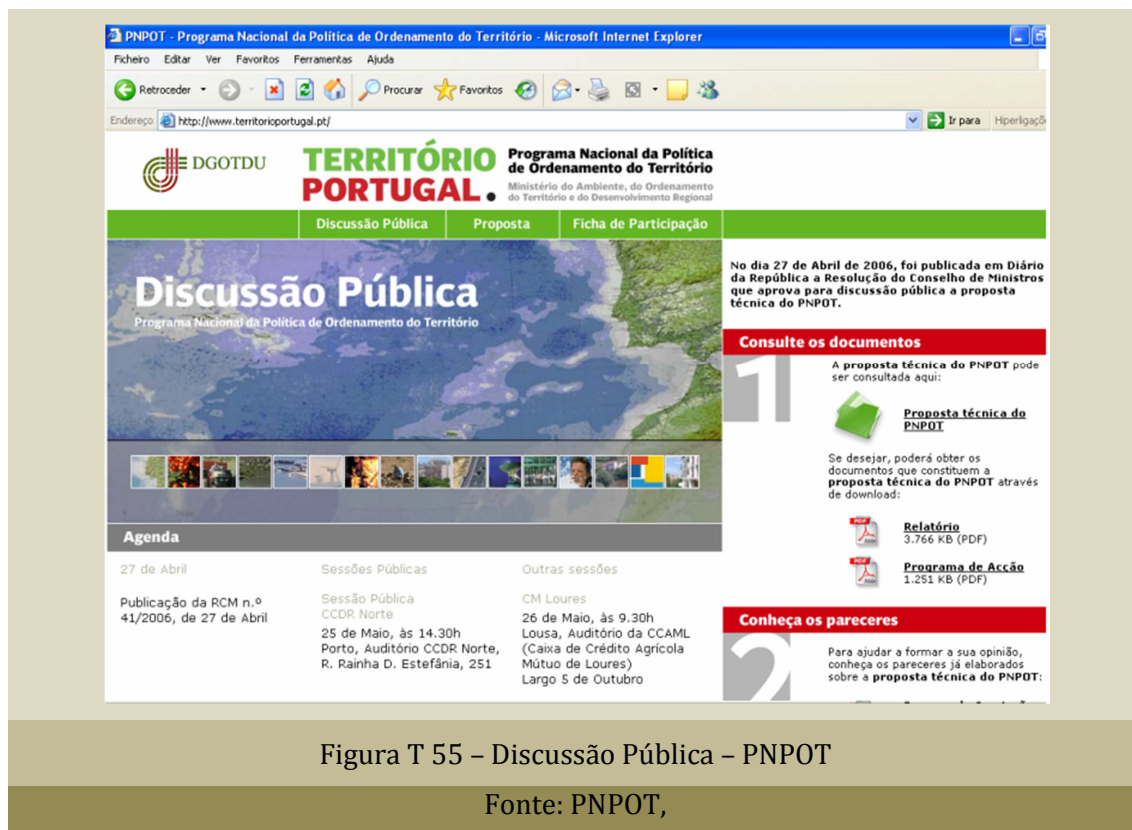 PNPOT - Programa Nacional da Política de Ordenamento do Território - Microsoft Internet Explorer
Ficheiro Editar Ver Favoritos Ferramentas Ajuda
Retroceder Procurar Favoritos
Endereço http://www.territorioportugal.pt/ Ir para Hiperligaçõ
DGOTDU
TERRITÓRIO
PORTUGAL.
Programa Nacional da Política
de Ordenamento do Território
Ministério do Ambiente, do Ordenamento
do Território e do Desenvolvimento Regional
Discussão Pública Proposta Ficha de Participação
Discussão Pública
Programa Nacional da Política de Ordenamento do Território
Agenda
27 de Abril
Publicação da RCM n.º
41/2006, de 27 de Abril
Sessões Públicas
Sessão Pública
CCDR Norte
25 de Maio, às 14.30h
Porto, Auditório CCDR Norte,
R. Rainha D. Estefânia, 251
Outras sessões
CM Loures
26 de Maio, às 9.30h
Lousa, Auditório da CCAML
(Caixa de Crédito Agrícola
Mútuo de Loures)
Largo 5 de Outubro
No dia 27 de Abril de 2006, foi publicada em Diário
da República a Resolução do Conselho de Ministros
que aprova para discussão pública a proposta
técnica do PNPOT.
Consulte os documentos
1
A proposta técnica do PNPOT pode
ser consultada aqui:
Proposta técnica do
PNPOT
Se desejar, poderá obter os
documentos que constituem a
proposta técnica do PNPOT através
de download:
PDF
Relatório
3.766 KB (PDF)
PDF
Programa de Acção
1.251 KB (PDF)
Conheça os pareceres
2
Para ajudar a formar a sua opinião,
conheça os pareceres já elaborados
sobre a proposta técnica do PNPOT:
Figura T 55 – Discussão Pública – PNPOT
Fonte: PNPOT,